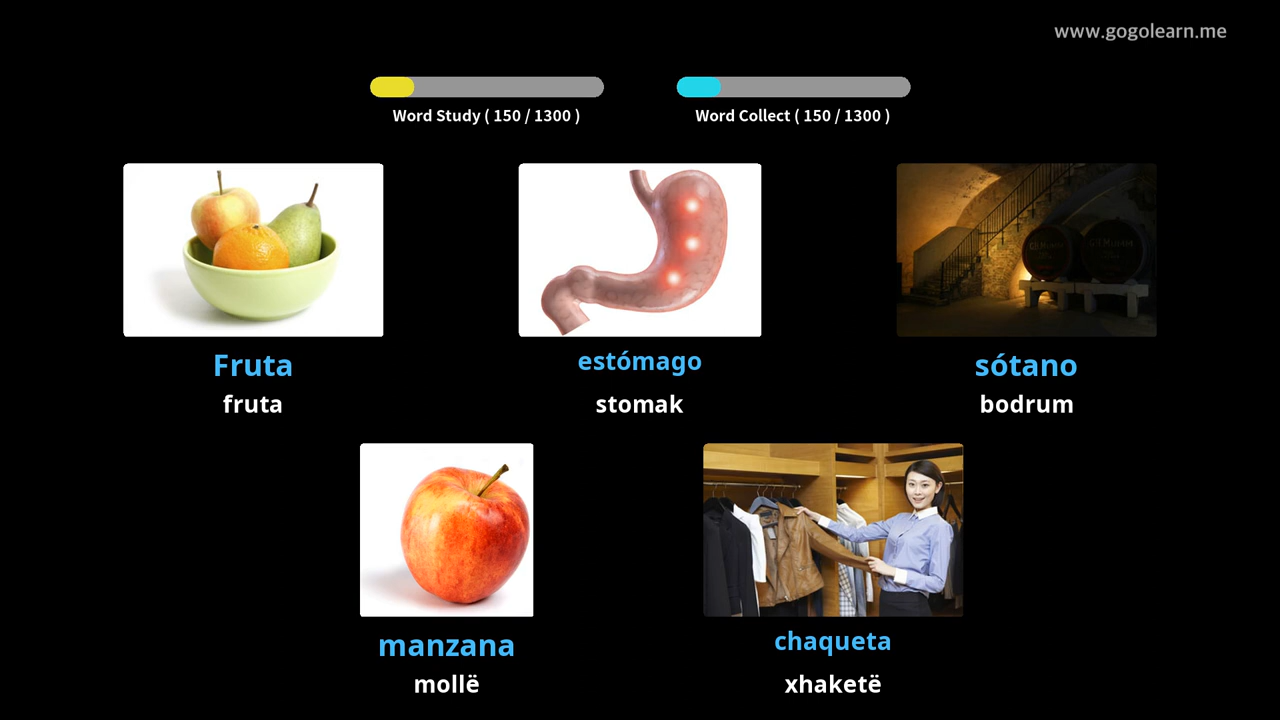 www.gogolearn.me
Word Study ( 150 / 1300 )
Word Collect ( 150 / 1300 )
Fruta
fruta
estómago
stomak
sótano
bodrum
manzana
mollë
chaqueta
xhaketë